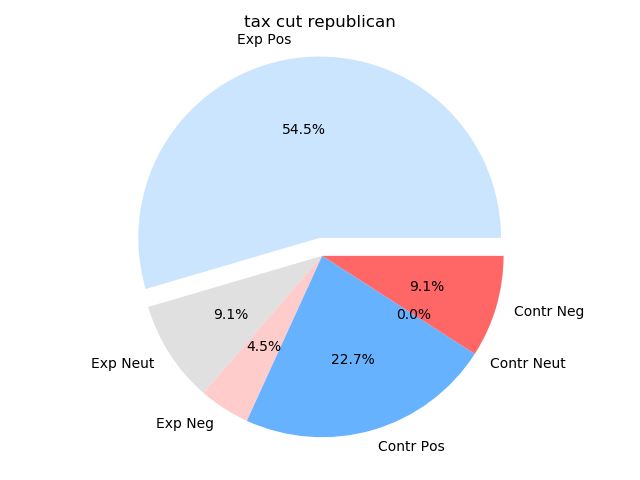 tax cut republican
Exp Pos
54.5%
9.1%
Contr Neg
9.1%
0.0%
4.5%
22.7%
Exp Neut
Contr Neut
Exp Neg
Contr Pos